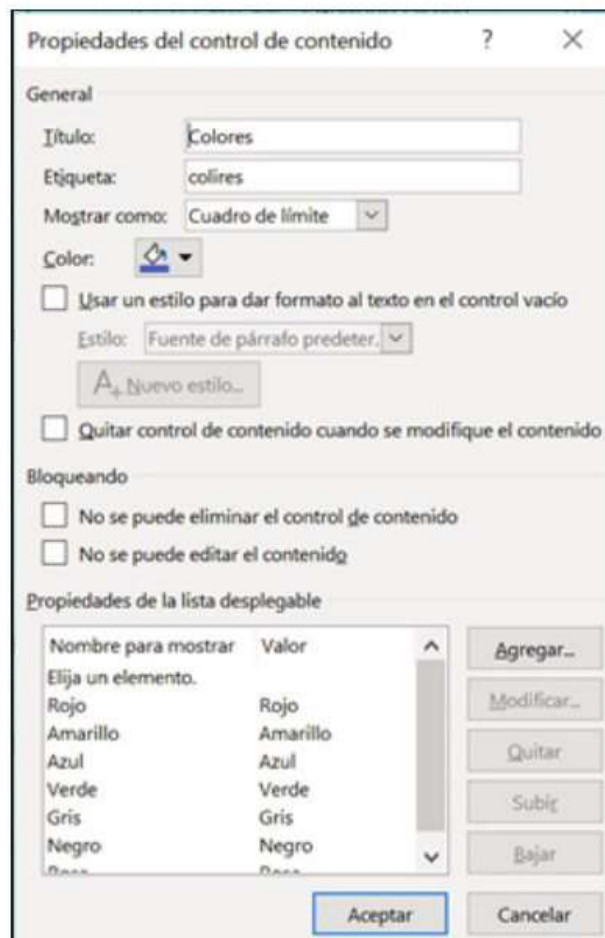 Propiedades del control de contenido ? ×
General
Título: Colores
Etiqueta: colires
Mostrar como: Cuadro de límite
Color:
Usar un estilo para dar formato al texto en el control vacío
Estilo: Fuente de párrafo predeter.
A+ Nuevo estilo...
Quitar control de contenido cuando se modifique el contenido
Bloqueando
No se puede eliminar el control de contenido
No se puede editar el contenido
Propiedades de la lista desplegable
Nombre para mostrar Valor
Elija un elemento.
Rojo Rojo
Amarillo Amarillo
Azul Azul
Verde Verde
Gris Gris
Negro Negro
Agregar...
Modificar...
Quitar
Subir
Bajar
Aceptar Cancelar